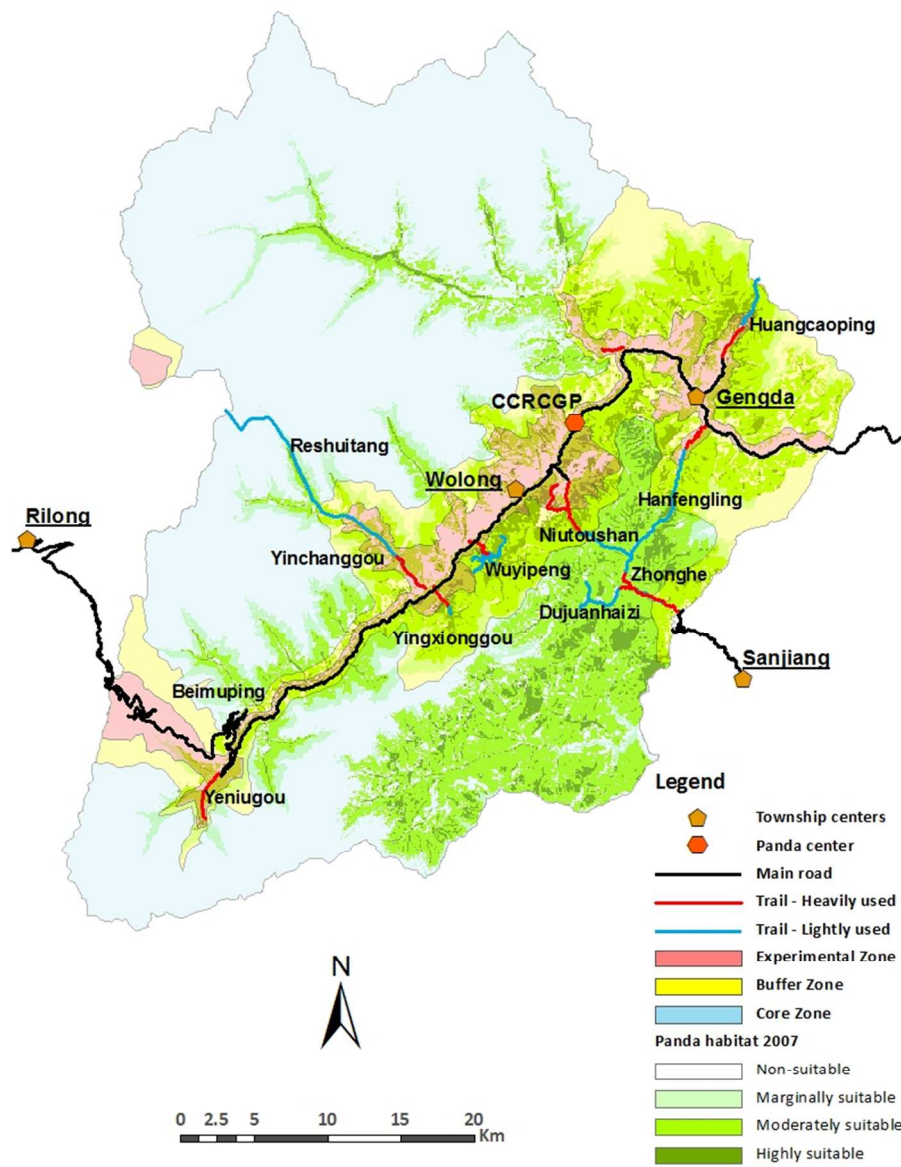 Huangcaoping
Gengda
CCRCGP
Reshuitang
Wolong
Hanfengling
Rilong
Niutoushan
Yinchanggou
Wuyipeng
Zhonghe
Dujuanhaizi
Yingxionggou
Sanjiang
Beimuping
Yeniugou
Legend
Township centers
Panda center
Main road
Trail - Heavily used
Trail - Lightly used
Experimental Zone
Buffer Zone
Core Zone
Panda habitat 2007
Non-suitable
Marginally suitable
Moderately suitable
Highly suitable
N
0 2.5 5 10 15 20
Km